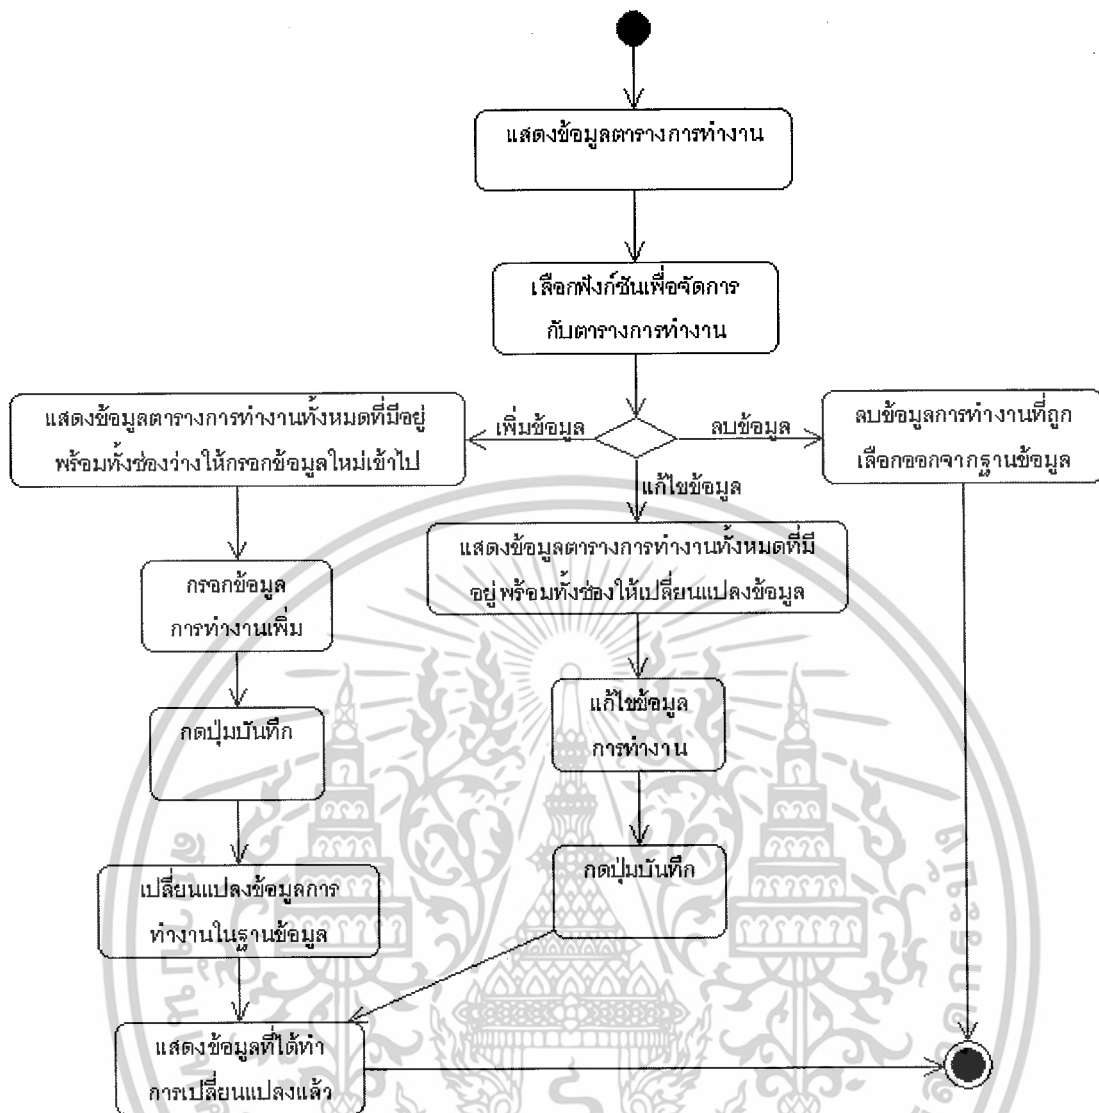 แสดงข้อมูลตารางการทำงาน
เลือกฟังก์ชันเพื่อจัดการ
กับตารางการทำงาน
แสดงข้อมูลตารางการทำงานทั้งหมดที่มีอยู่
พร้อมทั้งช่องว่างให้กรอกข้อมูลใหม่เข้าไป
เพิ่มข้อมูล
ลบข้อมูล
ลบข้อมูลการทำงานที่ถูก
เลือกออกจากฐานข้อมูล
แก้ไขข้อมูล
แสดงข้อมูลตารางการทำงานทั้งหมดที่มี
อยู่พร้อมทั้งช่องให้เปลี่ยนแปลงข้อมูล
กรอกข้อมูล
การทำงานเพิ่ม
แก้ไขข้อมูล
การทำงาน
กดปุ่มบันทึก
กดปุ่มบันทึก
เปลี่ยนแปลงข้อมูลการ
ทำงานในฐานข้อมูล
แสดงข้อมูลที่ได้ทำ
การเปลี่ยนแปลงแล้ว